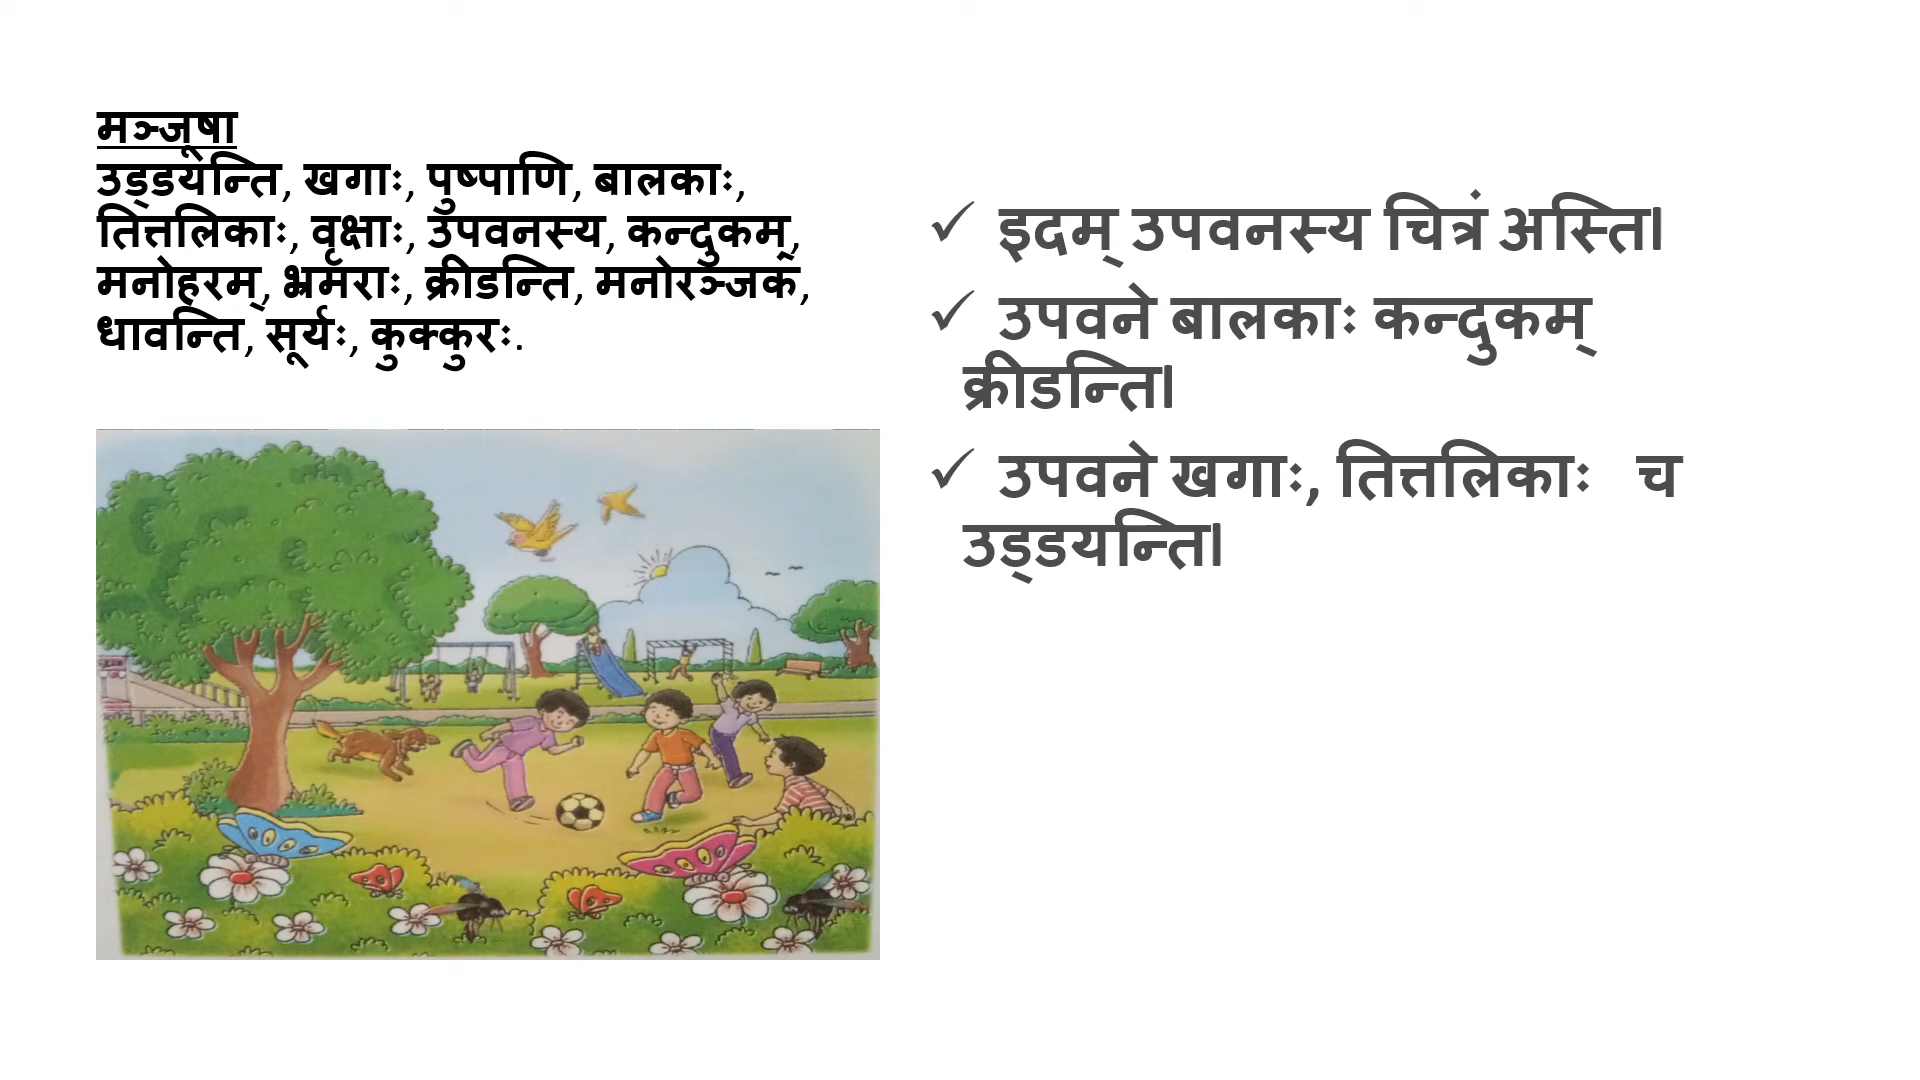 मञ्जूषा
उड्डयन्ति, खगाः, पुष्पाणि, बालकाः,
तित्तलिकाः, वृक्षाः, उपवनस्य, कन्दुकम्,
मनोहरम्, भ्रमराः, क्रीडन्ति, मनोरञ्जकं,
धावन्ति, सूर्यः, कुक्कुरः.
✓ इदम् उपवनस्य चित्रं अस्ति।
✓ उपवने बालकाः कन्दुकम्
क्रीडन्ति।
✓ उपवने खगाः, तित्तलिकाः च
उड्डयन्ति।